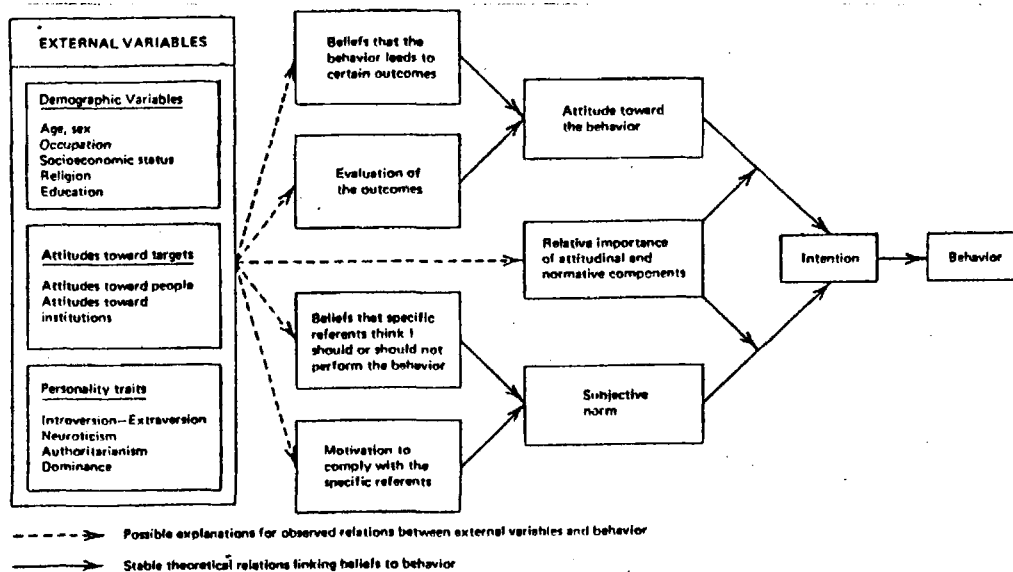 EXTERNAL VARIABLES
Demographic Variables
Age, sex
Occupation
Socioeconomic status
Religion
Education
Attitudes toward targets
Attitudes toward people
Attitudes toward
institutions
Personality traits
Introversion—Extraversion
Neuroticism
Authoritarianism
Dominance
Beliefs that the
behavior leads to
certain outcomes
Evaluation of
the outcomes
Beliefs that specific
referents think I
should or should not
perform the behavior
Motivation to
comply with the
specific referents
Attitude toward
the behavior
Relative importance
of attitudinal and
normative components
Subjective
norm
Intention
Behavior
Possible explanations for observed relations between external variables and behavior
Stable theoretical relations linking beliefs to behavior